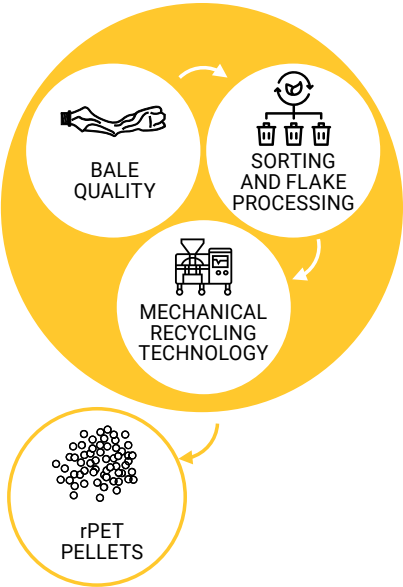 BALE
QUALITY
SORTING
AND FLAKE
PROCESSING
MECHANICAL
RECYCLING
TECHNOLOGY
rPET
PELLETS